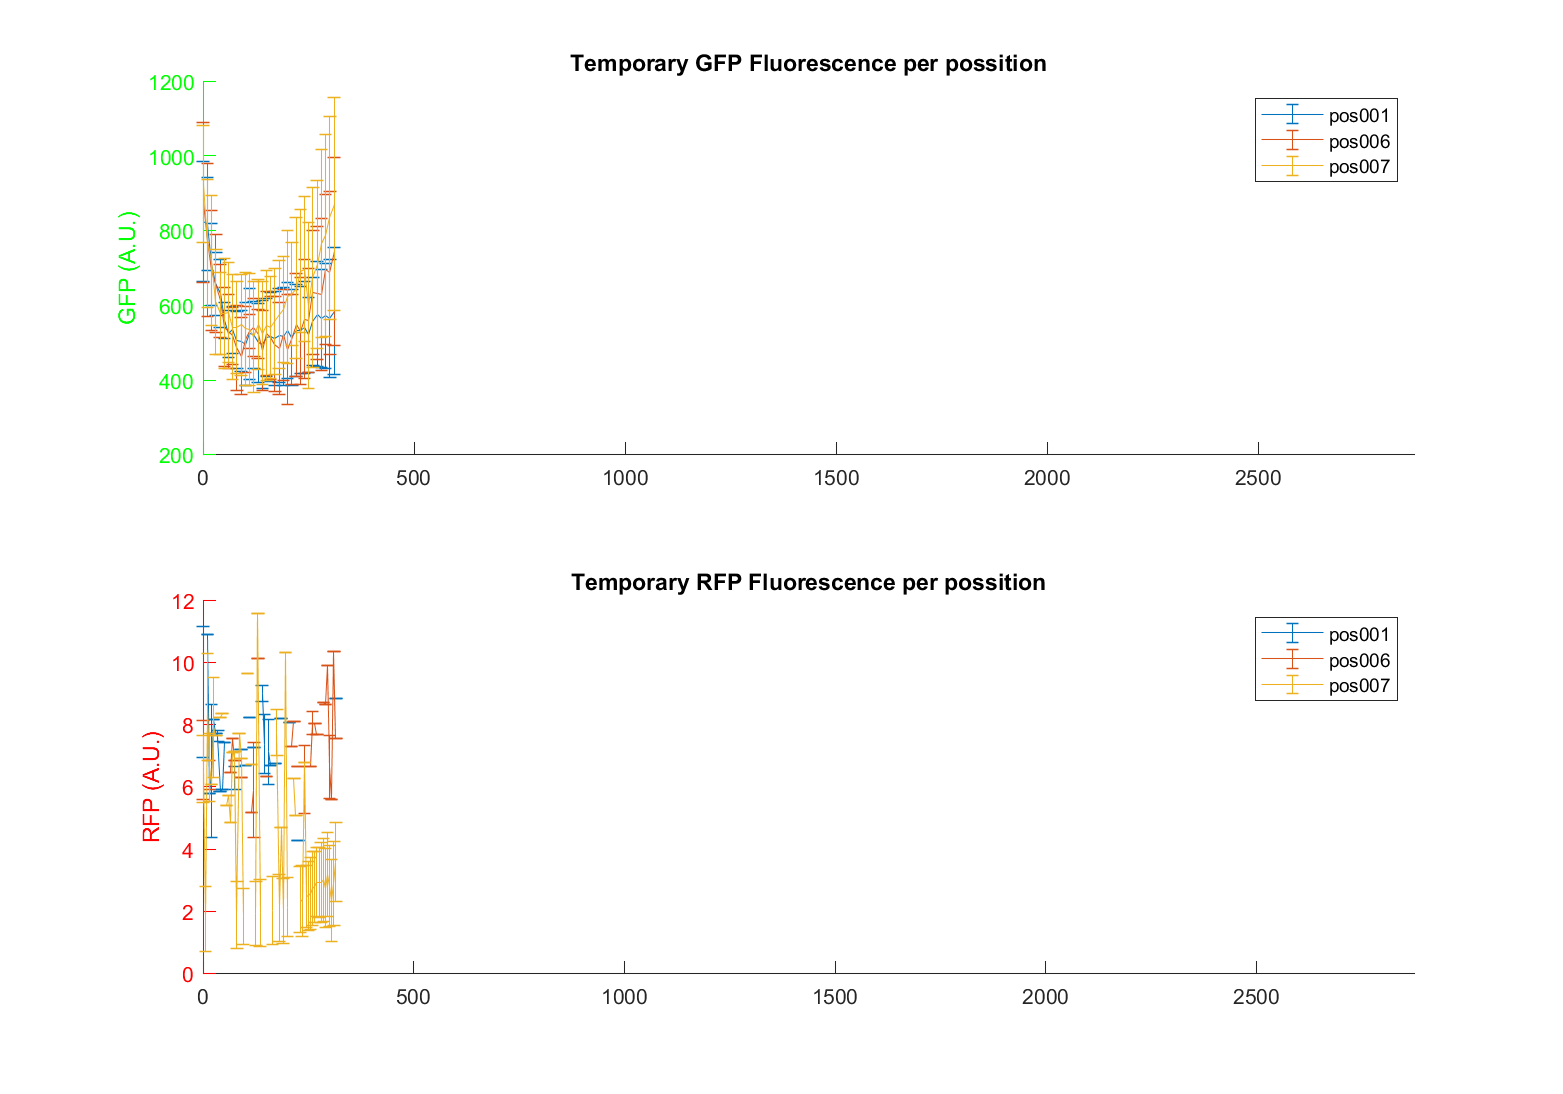 Temporary GFP Fluorescence per possition
1200
1000
800
600
400
200
GFP (A.U.)
0 500 1000 1500 2000 2500
pos001
pos006
pos007
Temporary RFP Fluorescence per possition
12
10
8
6
4
2
0
RFP (A.U.)
0 500 1000 1500 2000 2500
pos001
pos006
pos007